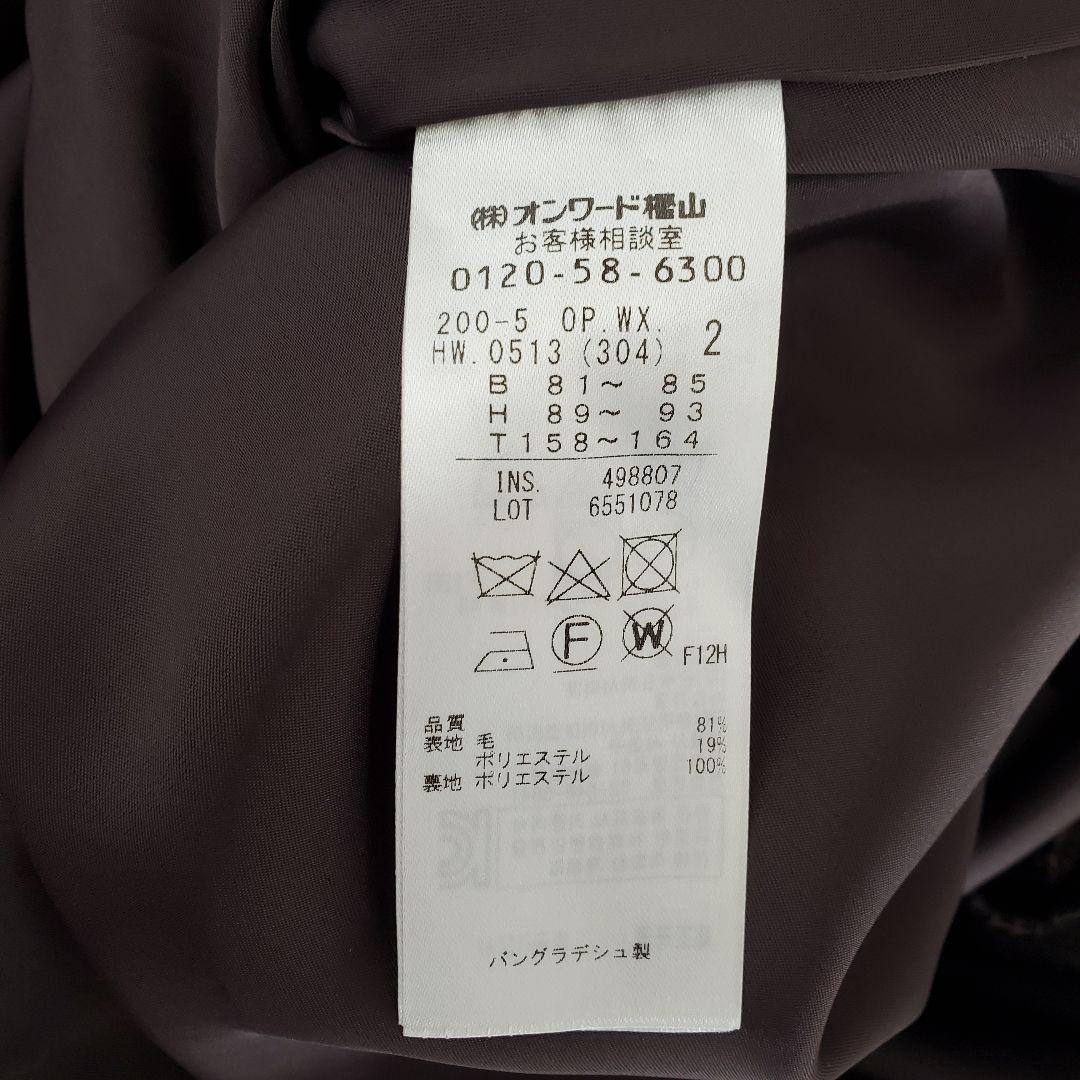 (株)オンワード樫山
お客様相談室
0120-58-6300
200-5 OP.WX.
HW.0513(304) 2
B 81〜 85
H 89〜 93
T158〜164
INS. 498807
LOT 6551078
F W F12H
品質
表地 毛 81%
ポリエステル 19%
裏地 ポリエステル 100%
バングラデシュ製